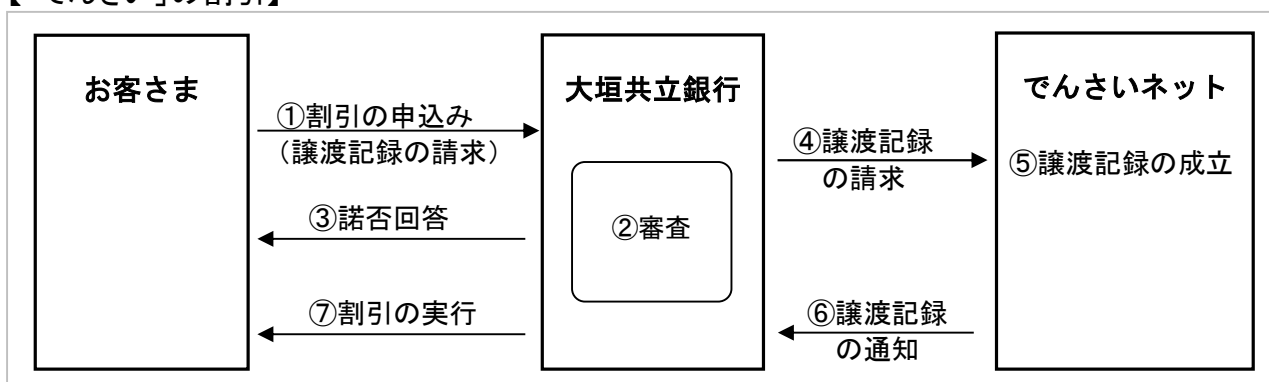 お客さま
大垣共立銀行
でんさいネット
①割引の申込み
（譲渡記録の請求）
②審査
③諾否回答
④譲渡記録
の請求
⑤譲渡記録の成立
⑥譲渡記録
の通知
⑦割引の実行